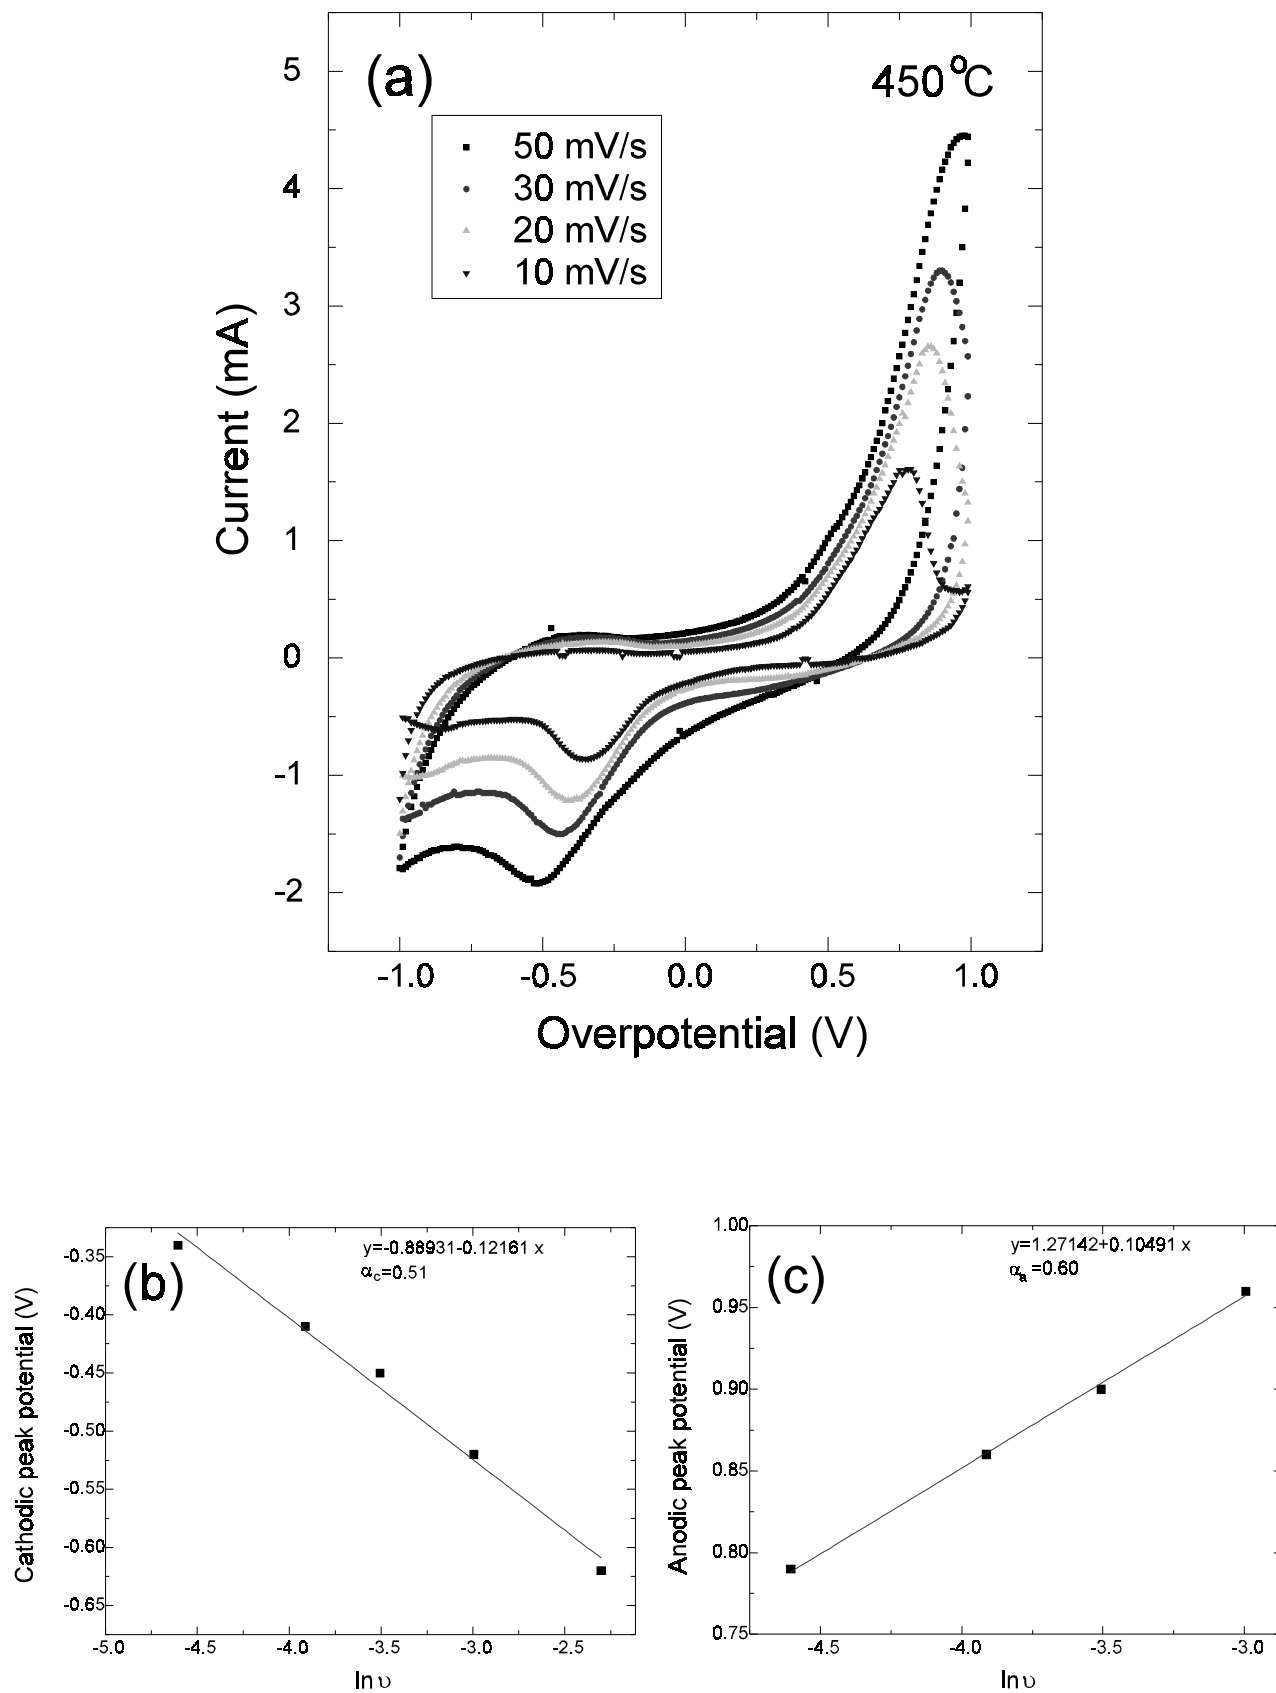 (a)
450°C
50 mV/s
30 mV/s
20 mV/s
10 mV/s
Current (mA)
5
4
3
2
1
0
-1
-2
-1.0 -0.5 0.0 0.5 1.0
Overpotential (V)
(b)
y=-0.88931-0.12161 x
αc=0.51
Cathodic peak potential (V)
-0.35
-0.40
-0.45
-0.50
-0.55
-0.60
-0.65
-5.0 -4.5 -4.0 -3.5 -3.0 -2.5
ln υ
(c)
y=1.27142+0.10491 x
αa=0.60
Anodic peak potential (V)
1.00
0.95
0.90
0.85
0.80
0.75
-4.5 -4.0 -3.5 -3.0
ln υ